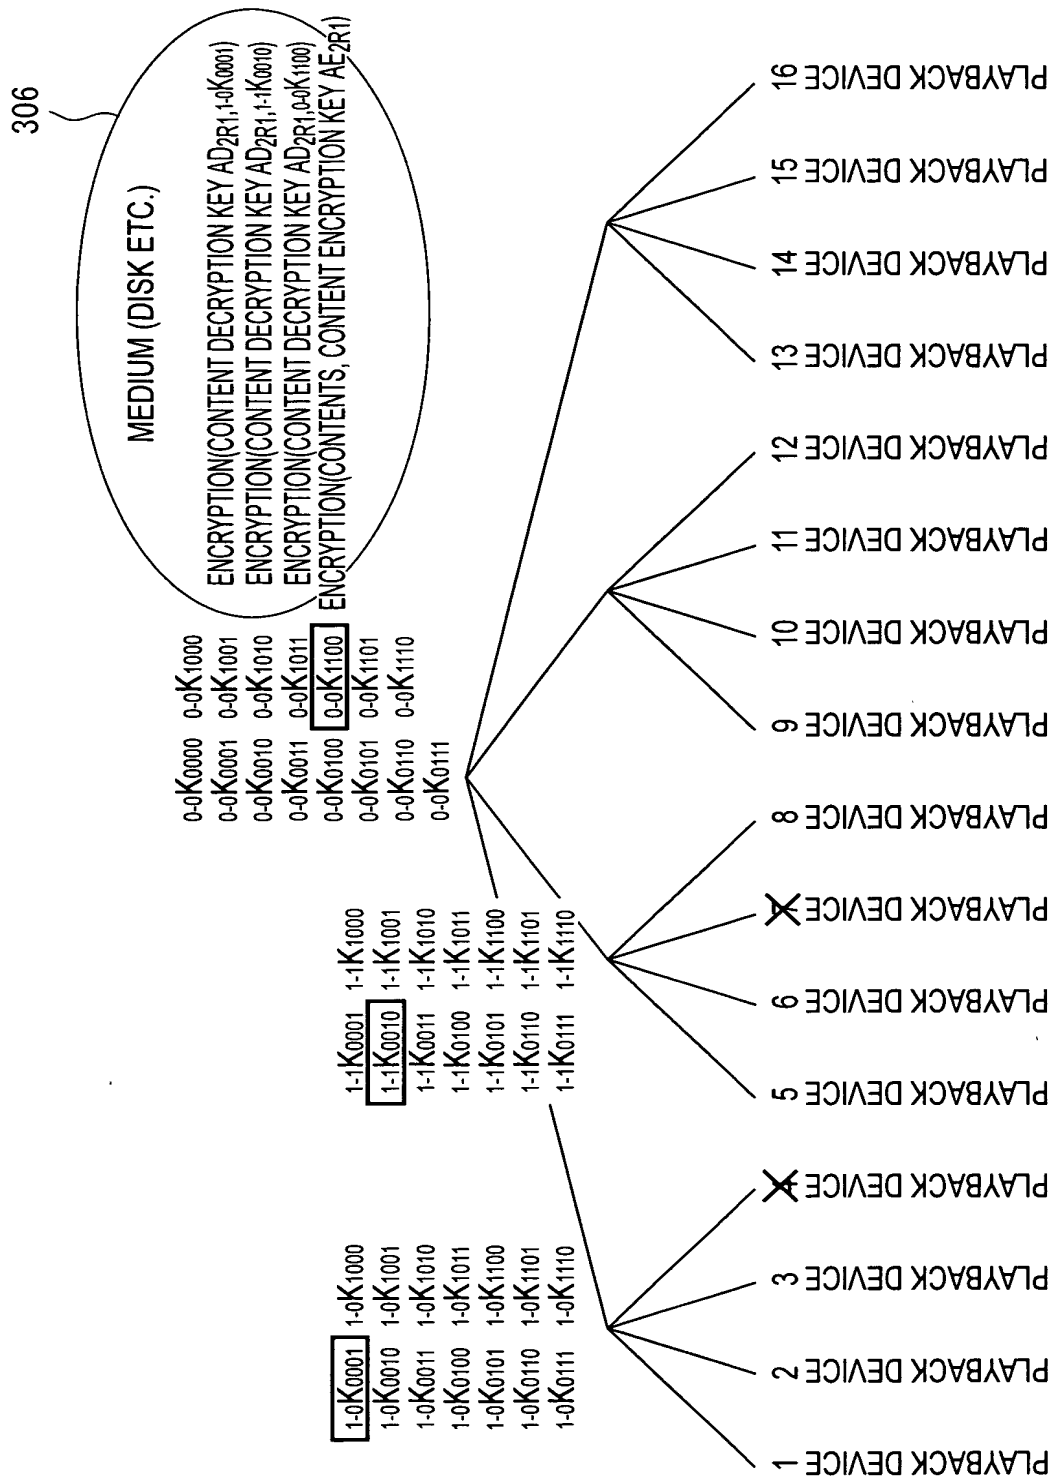 306
MEDIUM (DISK ETC.)
ENCRYPTION(CONTENT DECRYPTION KEY AD2R1,1-0K0001)
ENCRYPTION(CONTENT DECRYPTION KEY AD2R1,1-1K0010)
ENCRYPTION(CONTENT DECRYPTION KEY AD2R1,0-0K1100)
ENCRYPTION(CONTENTS, CONTENT ENCRYPTION KEY AE2R1)
0-0K0000 0-0K1000
0-0K0001 0-0K1001
0-0K0010 0-0K1010
0-0K0011 0-0K1011
0-0K0100 0-0K1100
0-0K0101 0-0K1101
0-0K0110 0-0K1110
0-0K0111
1-0K0001 1-0K1000
1-0K0010 1-0K1001
1-0K0011 1-0K1010
1-0K0100 1-0K1011
1-0K0101 1-0K1100
1-0K0110 1-0K1101
1-0K0111 1-0K1110
1-1K0001 1-1K1000
1-1K0010 1-1K1001
1-1K0011 1-1K1010
1-1K0100 1-1K1011
1-1K0101 1-1K1100
1-1K0110 1-1K1101
1-1K0111 1-1K1110
PLAYBACK DEVICE 1
PLAYBACK DEVICE 2
PLAYBACK DEVICE 3
PLAYBACK DEVICE 4
PLAYBACK DEVICE 5
PLAYBACK DEVICE 6
PLAYBACK DEVICE 7
PLAYBACK DEVICE 8
PLAYBACK DEVICE 9
PLAYBACK DEVICE 10
PLAYBACK DEVICE 11
PLAYBACK DEVICE 12
PLAYBACK DEVICE 13
PLAYBACK DEVICE 14
PLAYBACK DEVICE 15
PLAYBACK DEVICE 16